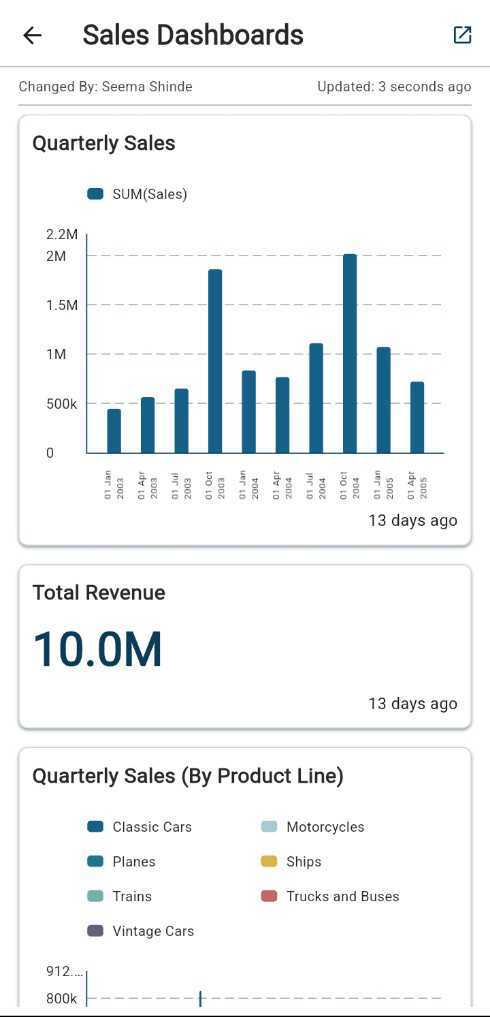 Sales Dashboards
Changed By: Seema Shinde Updated: 3 seconds ago
Quarterly Sales
SUM(Sales)
2.2M
2M
1.5M
1M
500k
0
01 Jan 2003
01 Apr 2003
01 Jul 2003
01 Oct 2003
01 Jan 2004
01 Apr 2004
01 Jul 2004
01 Oct 2004
01 Jan 2005
01 Apr 2005
13 days ago
Total Revenue
10.0M
13 days ago
Quarterly Sales (By Product Line)
Classic Cars Motorcycles
Planes Ships
Trains Trucks and Buses
Vintage Cars
912....
800k